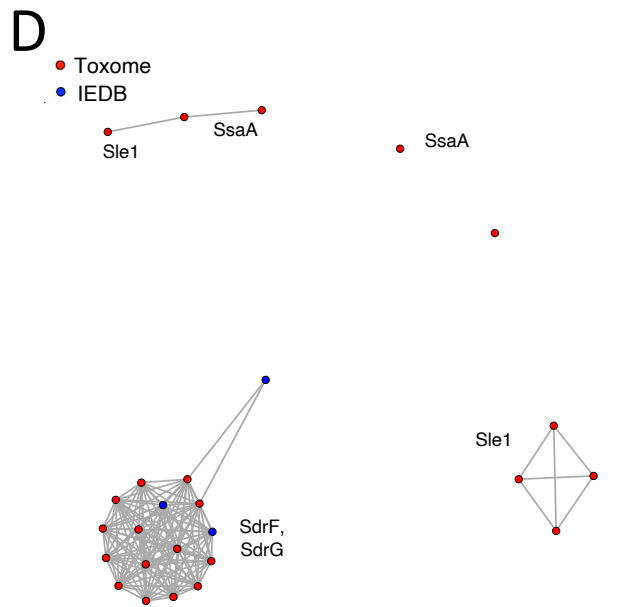 D
Toxome
IEDB
SsaA
Sle1
SsaA
Sle1
SdrF,
SdrG